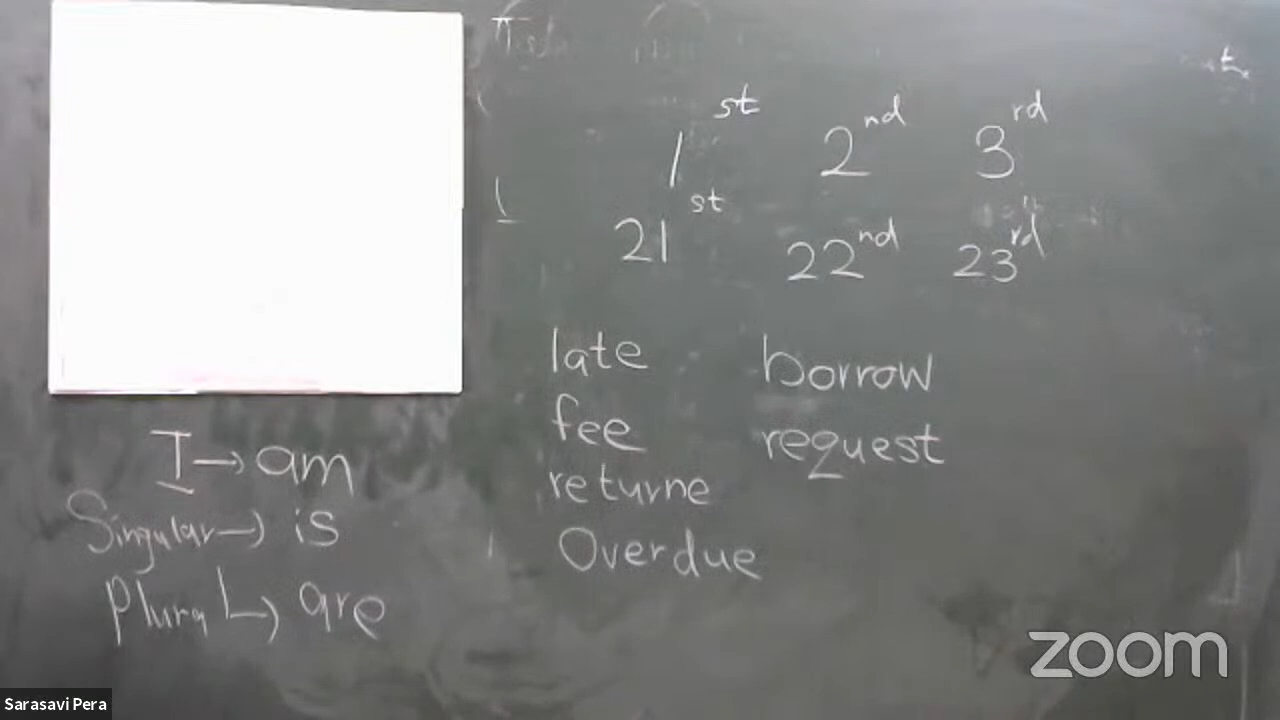 1st 2nd 3rd
21st 22nd 23rd
late borrow
fee request
returne
Overdue
I → am
Singular → is
Plural → are
zoom
Sarasavi Pera